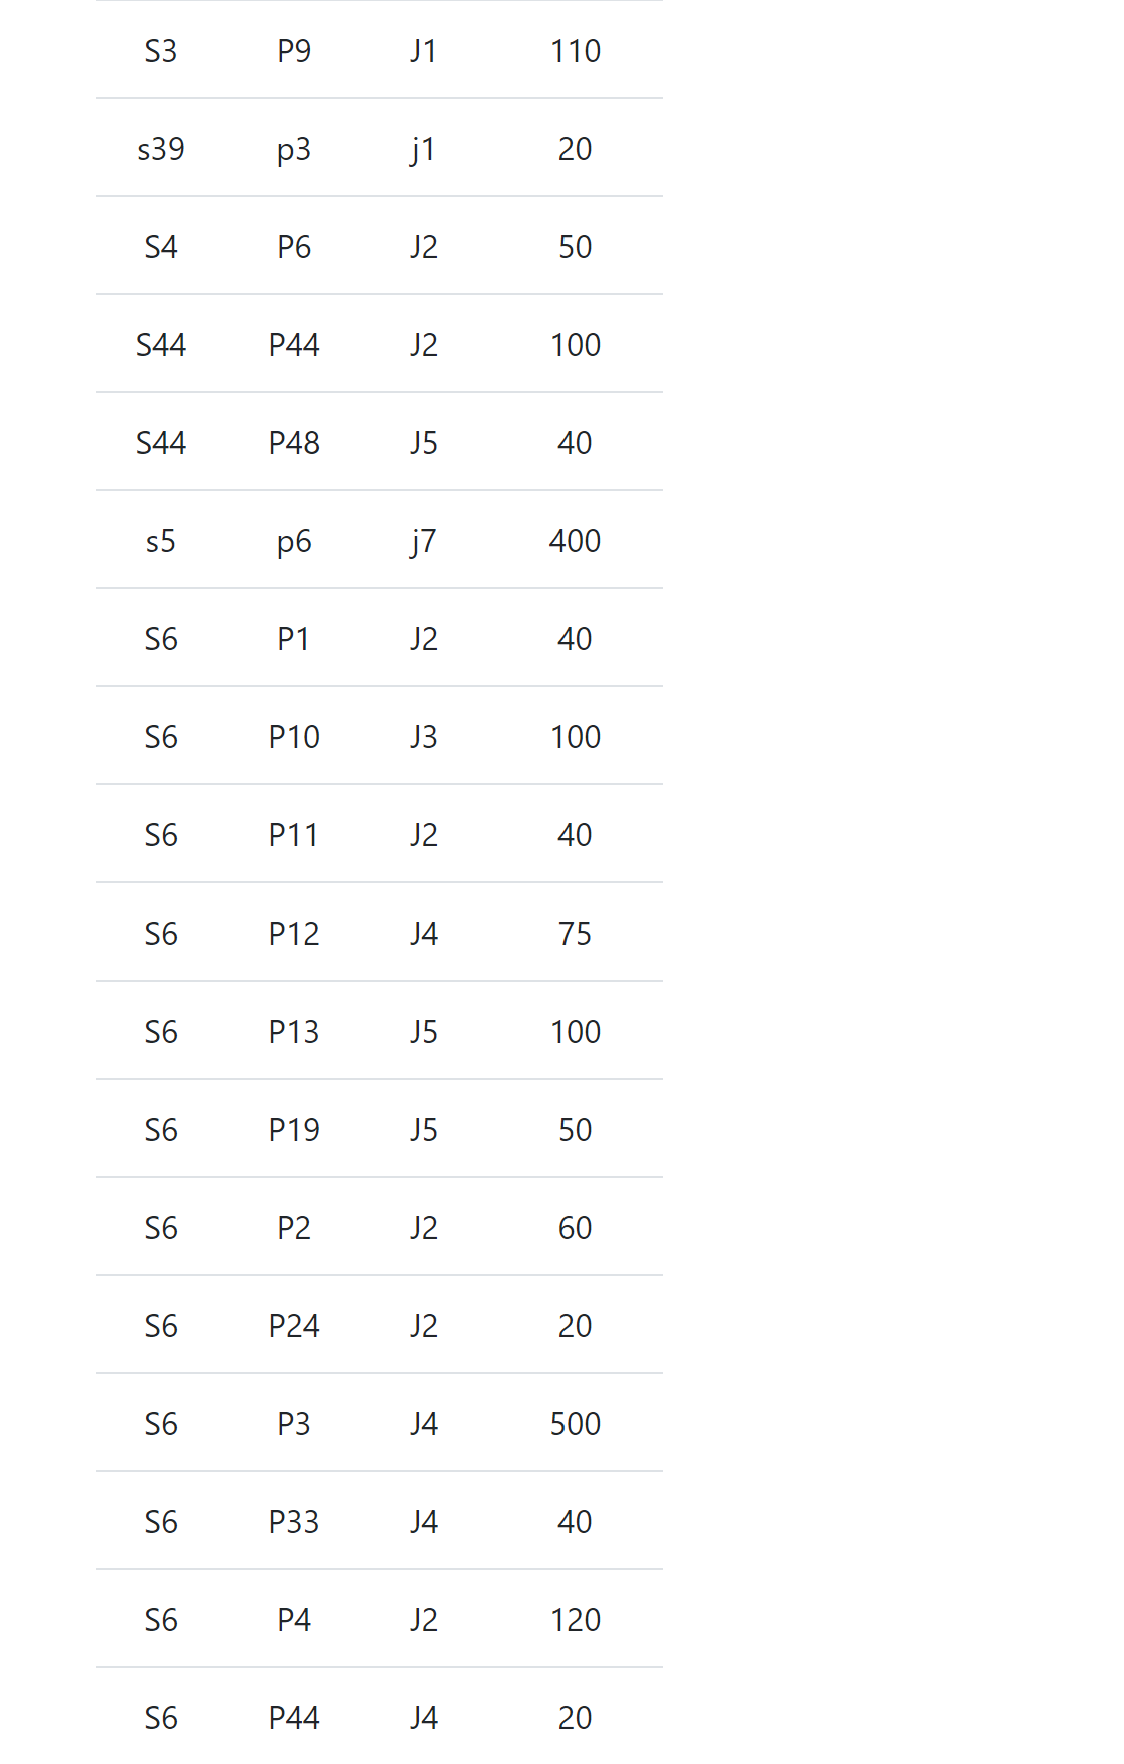 S3 P9 J1 110
s39 p3 j1 20
S4 P6 J2 50
S44 P44 J2 100
S44 P48 J5 40
s5 p6 j7 400
S6 P1 J2 40
S6 P10 J3 100
S6 P11 J2 40
S6 P12 J4 75
S6 P13 J5 100
S6 P19 J5 50
S6 P2 J2 60
S6 P24 J2 20
S6 P3 J4 500
S6 P33 J4 40
S6 P4 J2 120
S6 P44 J4 20